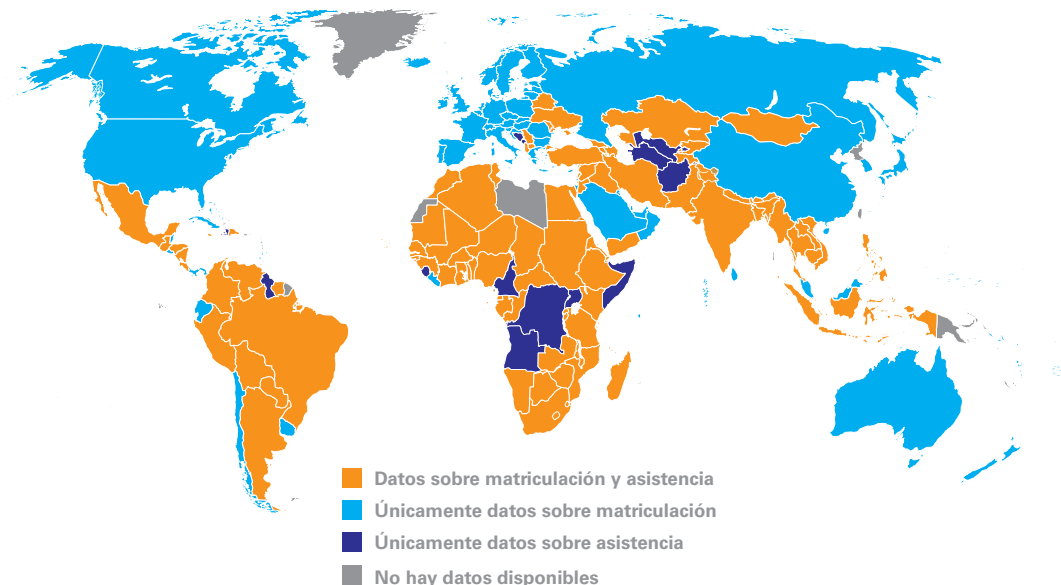 Datos sobre matriculación y asistencia
Únicamente datos sobre matriculación
Únicamente datos sobre asistencia
No hay datos disponibles